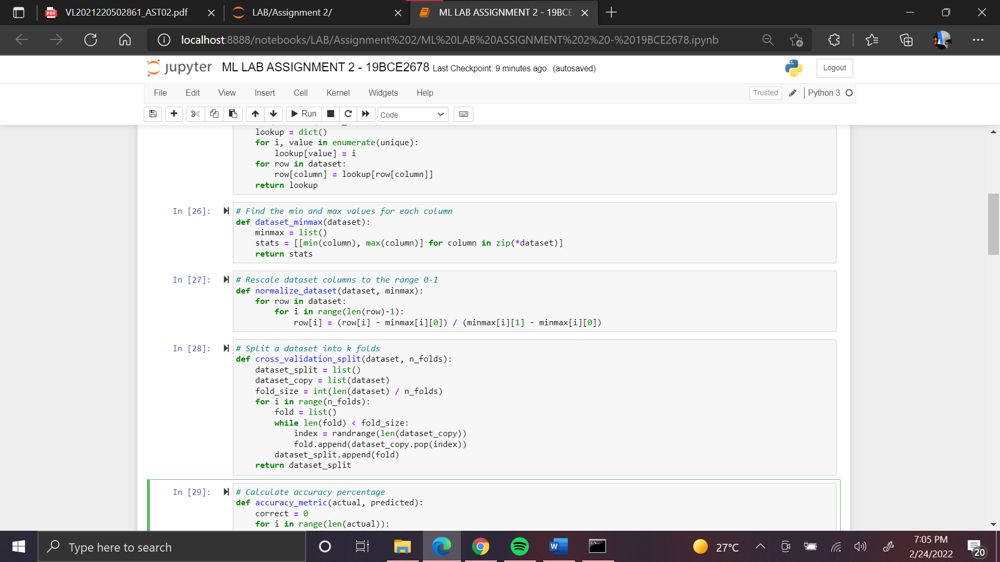 VL2021220502861_AST02.pdf
LAB/Assignment 2/
ML LAB ASSIGNMENT 2 - 19BCE
localhost:8888/notebooks/LAB/Assignment%202/ML%20LAB%20ASSIGNMENT%202%20-%2019BCE2678.ipynb
jupyter ML LAB ASSIGNMENT 2 - 19BCE2678 Last Checkpoint: 9 minutes ago (autosaved)
Logout
File Edit View Insert Cell Kernel Widgets Help
Trusted
Python 3
Run
Code
    lookup = dict()
    for i, value in enumerate(unique):
        lookup[value] = i
    for row in dataset:
        row[column] = lookup[row[column]]
    return lookup
In [26]:
# Find the min and max values for each column
def dataset_minmax(dataset):
    minmax = list()
    stats = [[min(column), max(column)] for column in zip(*dataset)]
    return stats
In [27]:
# Rescale dataset columns to the range 0-1
def normalize_dataset(dataset, minmax):
    for row in dataset:
        for i in range(len(row)-1):
            row[i] = (row[i] - minmax[i][0]) / (minmax[i][1] - minmax[i][0])
In [28]:
# Split a dataset into k folds
def cross_validation_split(dataset, n_folds):
    dataset_split = list()
    dataset_copy = list(dataset)
    fold_size = int(len(dataset) / n_folds)
    for i in range(n_folds):
        fold = list()
        while len(fold) < fold_size:
            index = randrange(len(dataset_copy))
            fold.append(dataset_copy.pop(index))
        dataset_split.append(fold)
    return dataset_split
In [29]:
# Calculate accuracy percentage
def accuracy_metric(actual, predicted):
    correct = 0
    for i in range(len(actual)):
Type here to search
27°C
7:05 PM
2/24/2022
20